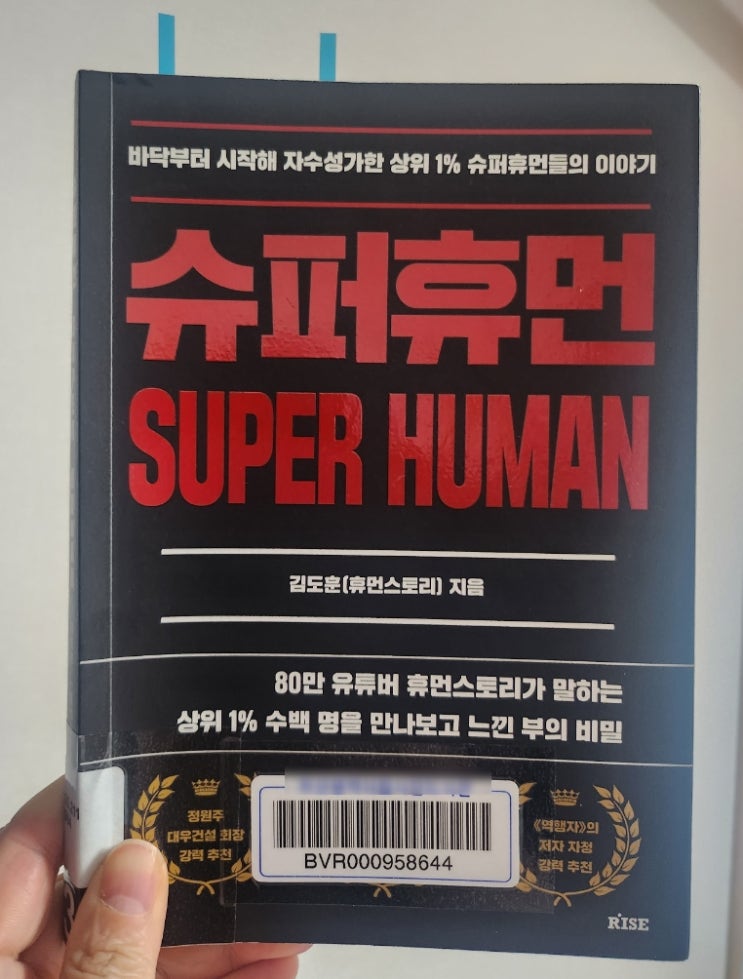 바닥부터 시작해 자수성가한 상위 1% 슈퍼휴먼들의 이야기
슈퍼휴먼
SUPER HUMAN
김도훈(휴먼스토리) 지음
80만 유튜버 휴먼스토리가 말하는
상위 1% 수백 명을 만나보고 느낀 부의 비밀
정원주
대우건설 회장
강력 추천
BVR000958644
《역행자》의
저자 자청
강력 추천
RISE